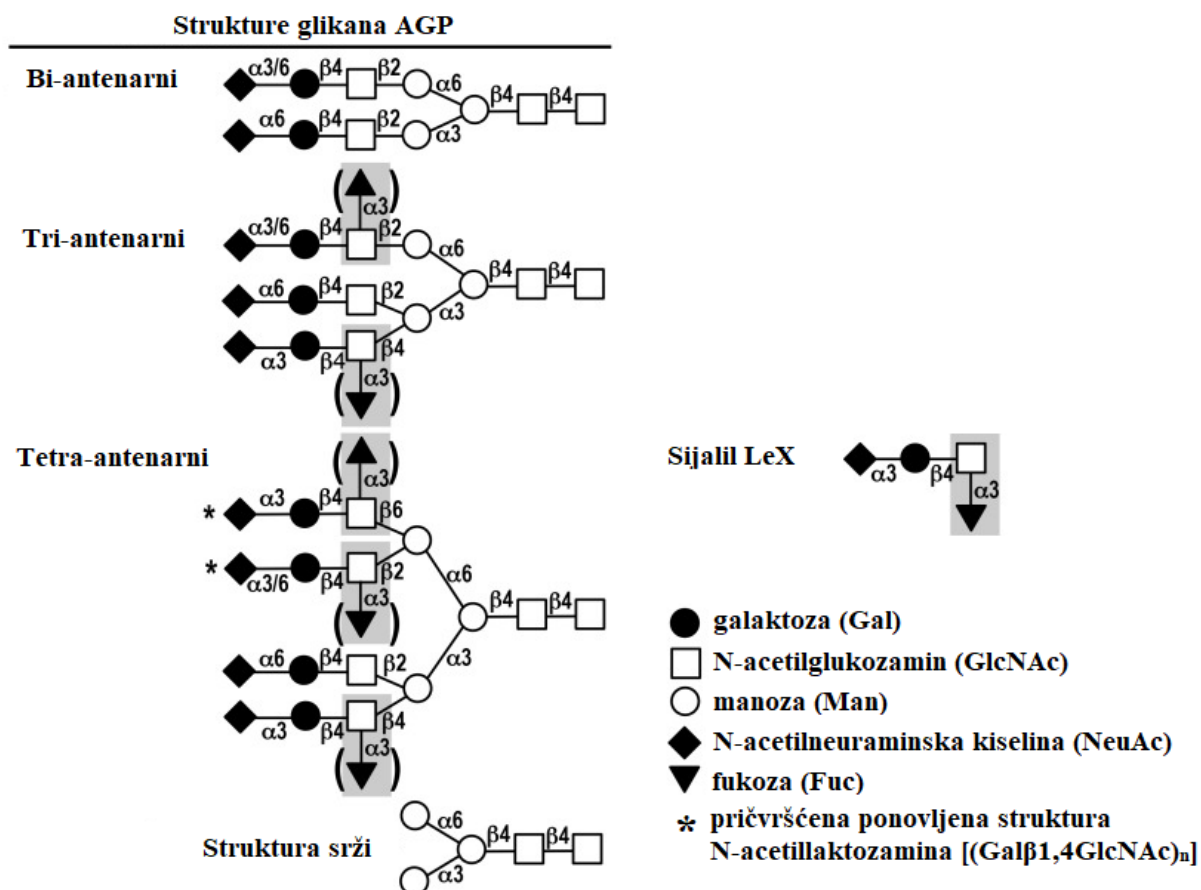 Strukture glikana AGP
Bi-antenarni
α3/6 β4 β2 α6 β4 β4
α6 β4 β2 α3
(α3)
Tri-antenarni
α3/6 β4 β2 α6 β4 β4
α6 β4 β2 α3
α3 β4 β4
(α3)
(α3)
Tetra-antenarni
* α3 β4 β6
* α3/6 β4 β2 α6 β4 β4
(α3)
α6 β4 β2 α3
α3 β4 β4
(α3)
Struktura srži
α6 β4 β4
α3
Sijalil LeX
α3 β4 α3
galaktoza (Gal)
N-acetilglukozamin (GlcNAc)
manoza (Man)
N-acetilneuraminska kiselina (NeuAc)
fukoza (Fuc)
* pričvršćena ponovljena struktura
N-acetillaktozamina [(Galβ1,4GlcNAc)n]